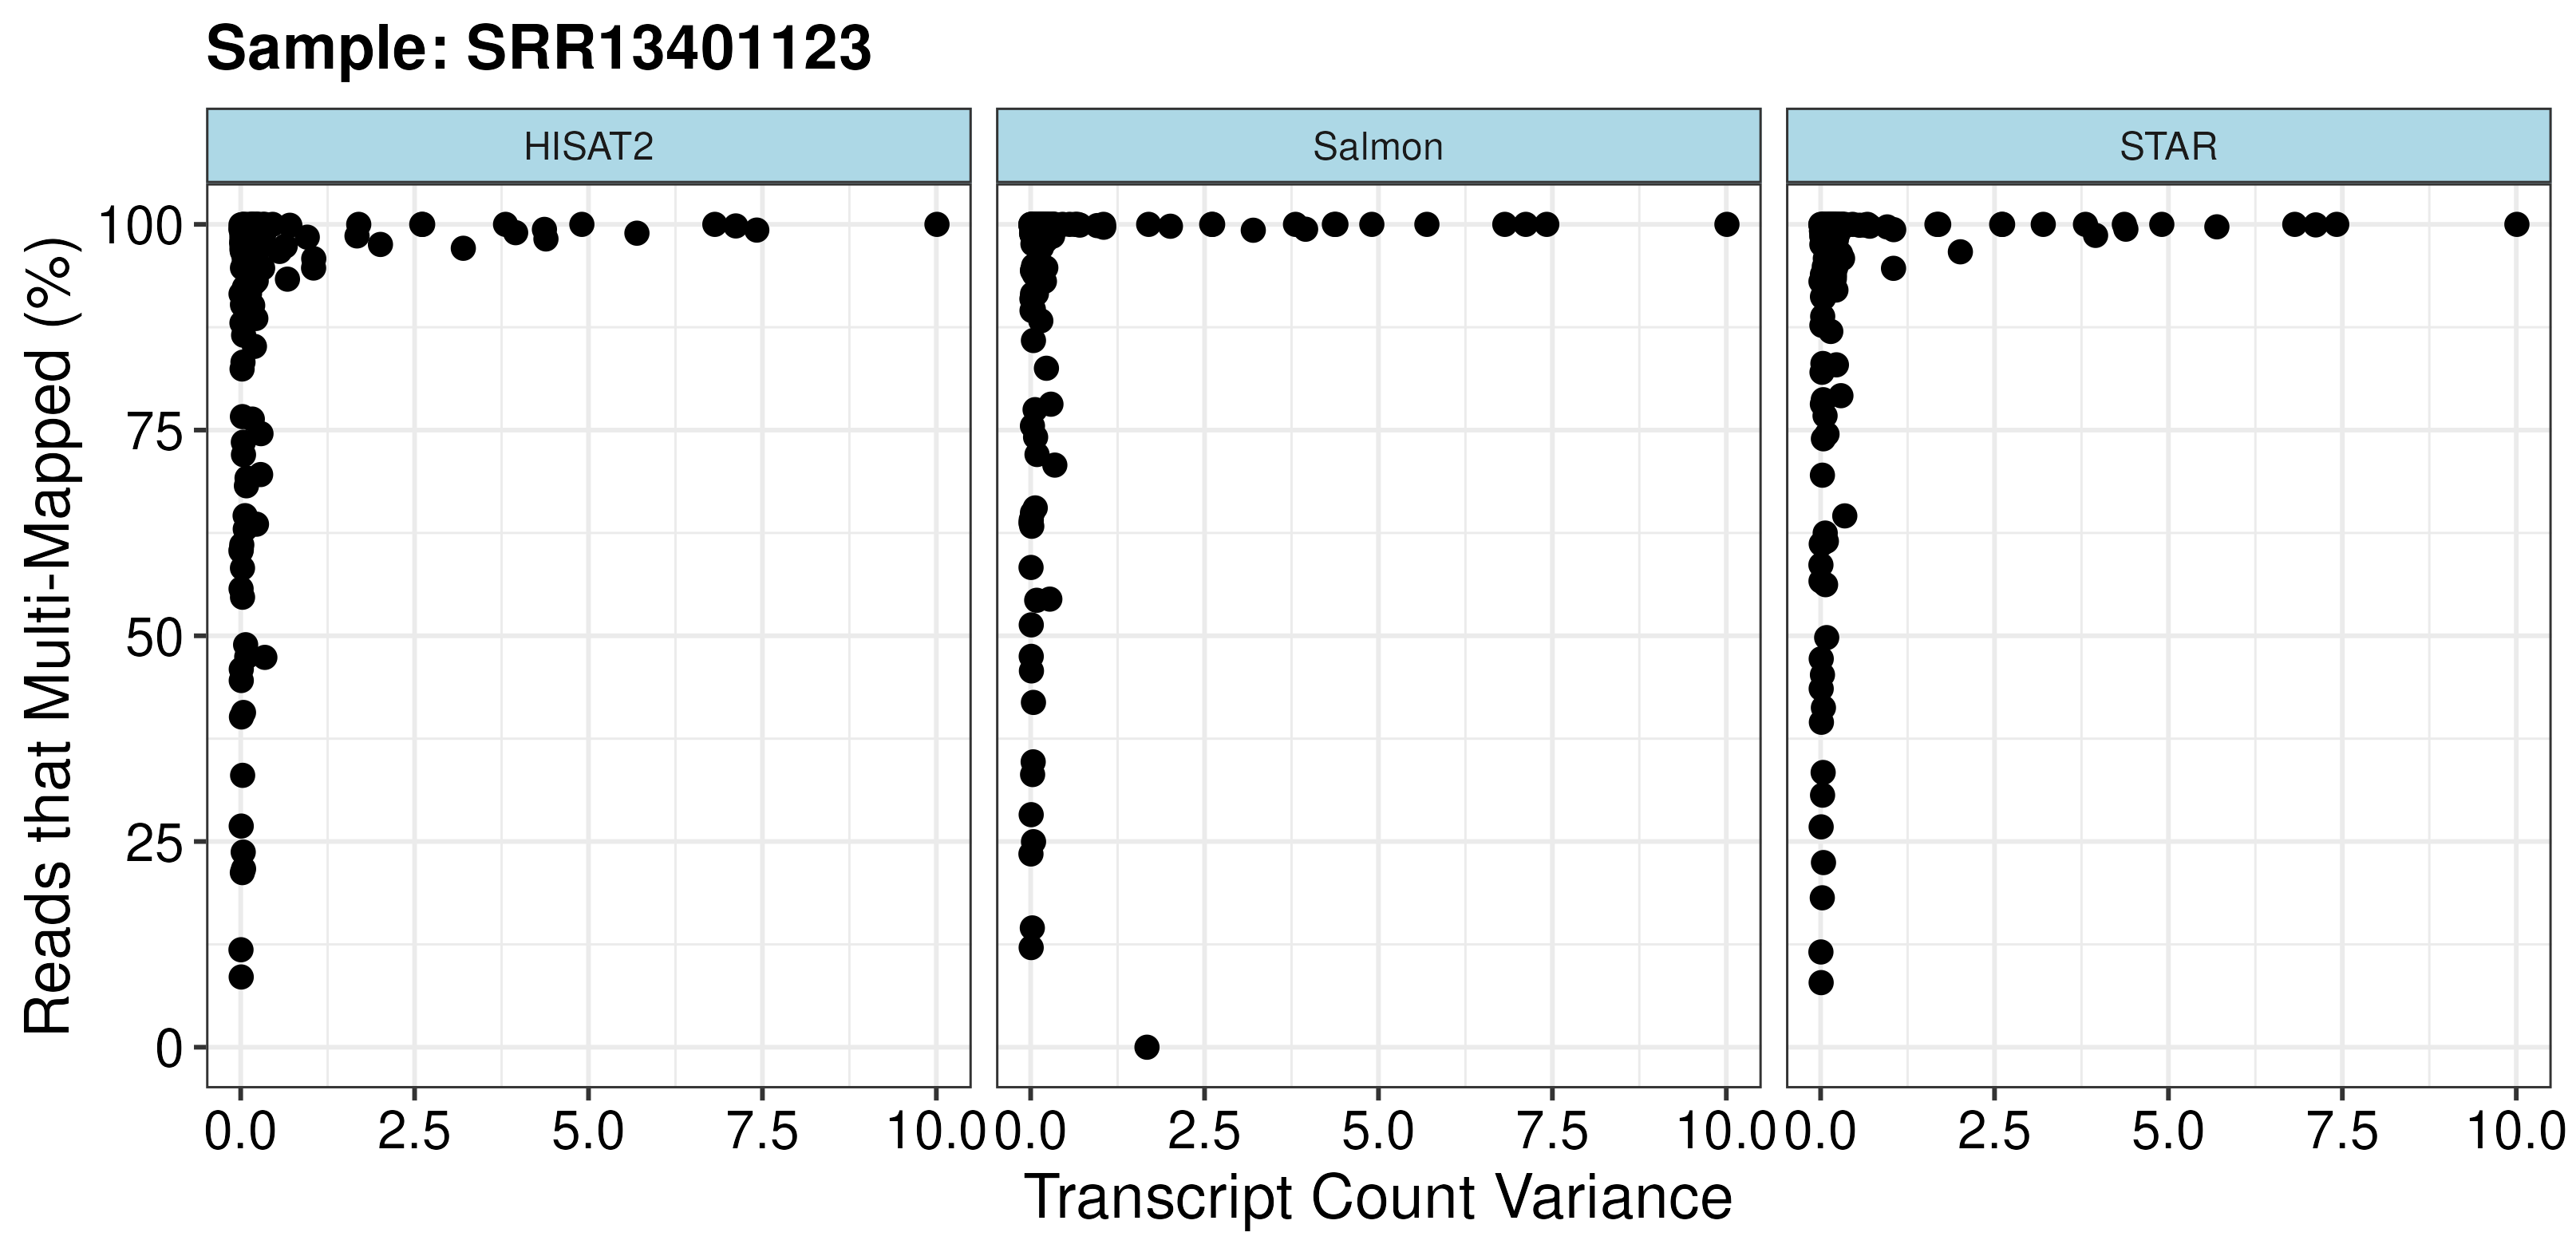 Sample: SRR13401123
HISAT2 Salmon STAR
Reads that Multi-Mapped (%)
100
75
50
25
0
0.0 2.5 5.0 7.5 10.0 0.0 2.5 5.0 7.5 10.0 0.0 2.5 5.0 7.5 10.0
Transcript Count Variance